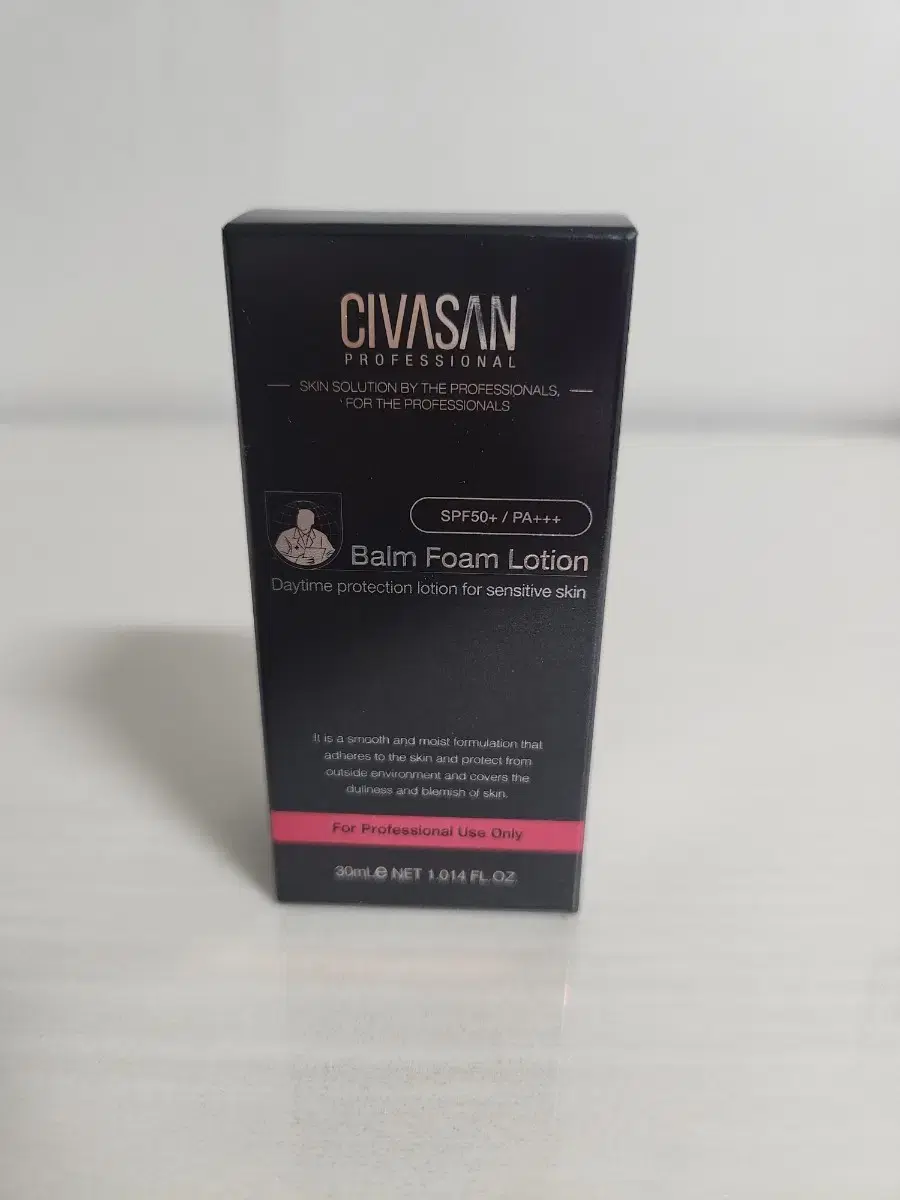 CIVASAN
PROFESSIONAL
SKIN SOLUTION BY THE PROFESSIONALS,
FOR THE PROFESSIONALS
SPF50+ / PA+++
Balm Foam Lotion
Daytime protection lotion for sensitive skin
It is a smooth and moist formulation that
adheres to the skin and protect from
outside environment and covers the
dullness and blemish of skin.
For Professional Use Only
30mL e NET 1.014 FL.OZ.